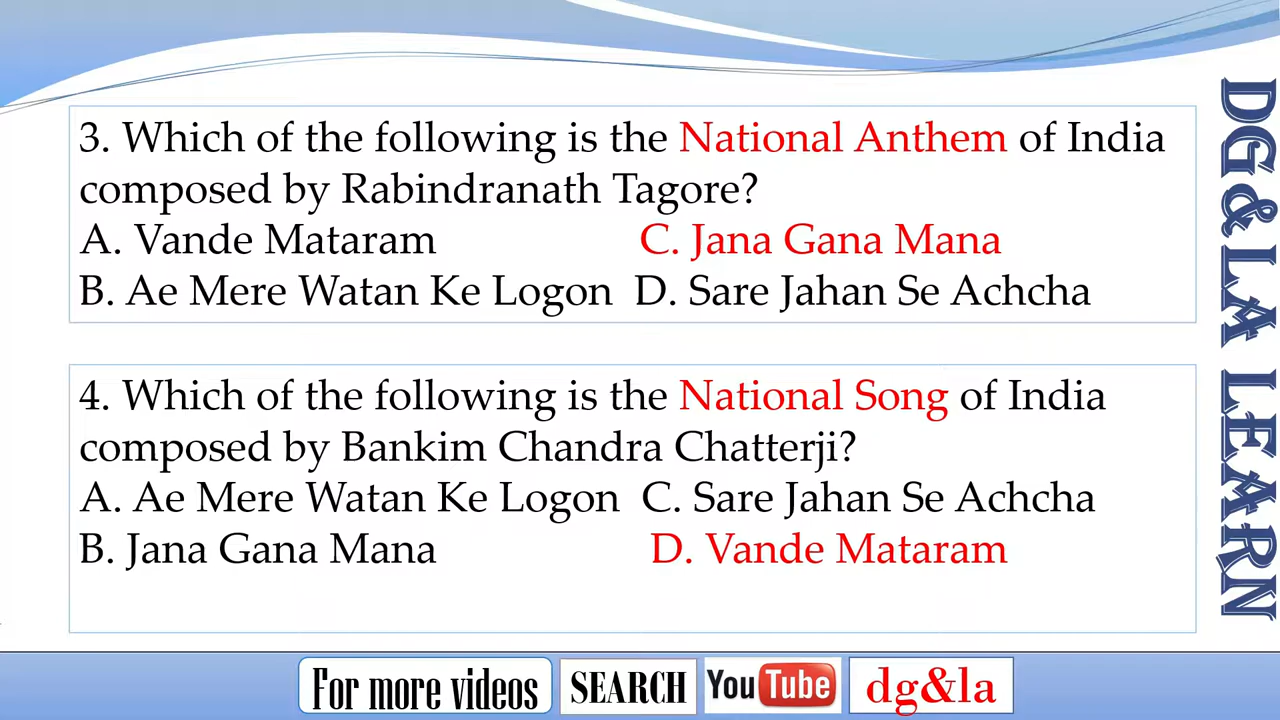 3. Which of the following is the National Anthem of India
composed by Rabindranath Tagore?
A. Vande Mataram C. Jana Gana Mana
B. Ae Mere Watan Ke Logon D. Sare Jahan Se Achcha
4. Which of the following is the National Song of India
composed by Bankim Chandra Chatterji?
A. Ae Mere Watan Ke Logon C. Sare Jahan Se Achcha
B. Jana Gana Mana D. Vande Mataram
DG&LA LEARN
For more videos SEARCH YouTube dg&la